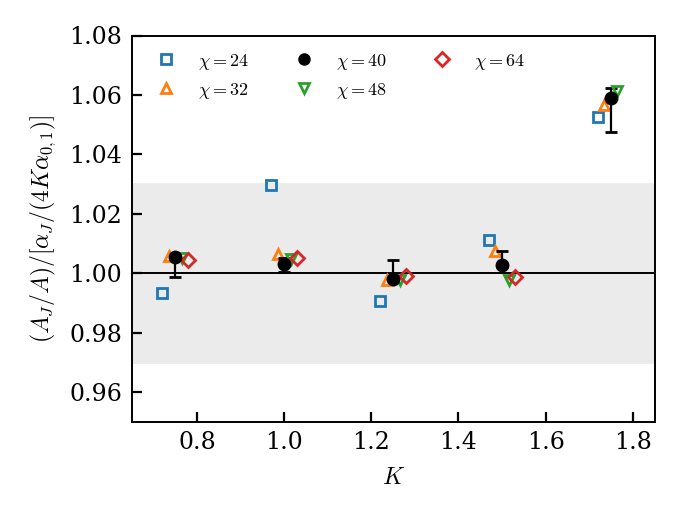 1.08
1.06
1.04
1.02
1.00
0.98
0.96
(A_J/A)/[α_J/(4Kα_{0,1})]
χ = 24
χ = 40
χ = 64
χ = 32
χ = 48
0.8
1.0
1.2
1.4
1.6
1.8
K